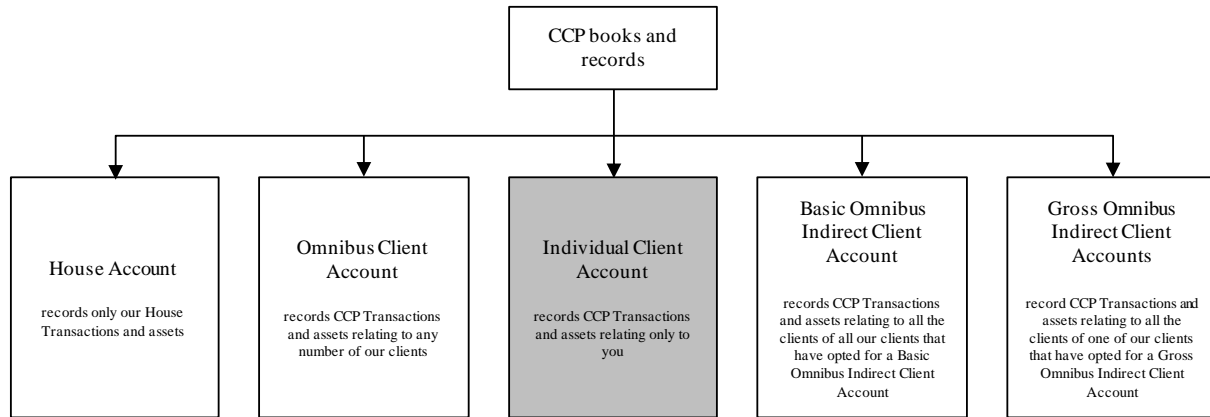 CCP books and
records
House Account
records only our House
Transactions and assets
Omnibus Client
Account
records CCP Transactions
and assets relating to any
number of our clients
Individual Client
Account
records CCP Transactions
and assets relating only to
you
Basic Omnibus
Indirect Client
Account
records CCP Transactions
and assets relating to all the
clients of all our clients that
have opted for a Basic
Omnibus Indirect Client
Account
Gross Omnibus
Indirect Client
Accounts
record CCP Transactions and
assets relating to all the
clients of one of our clients
that have opted for a Gross
Omnibus Indirect Client
Account